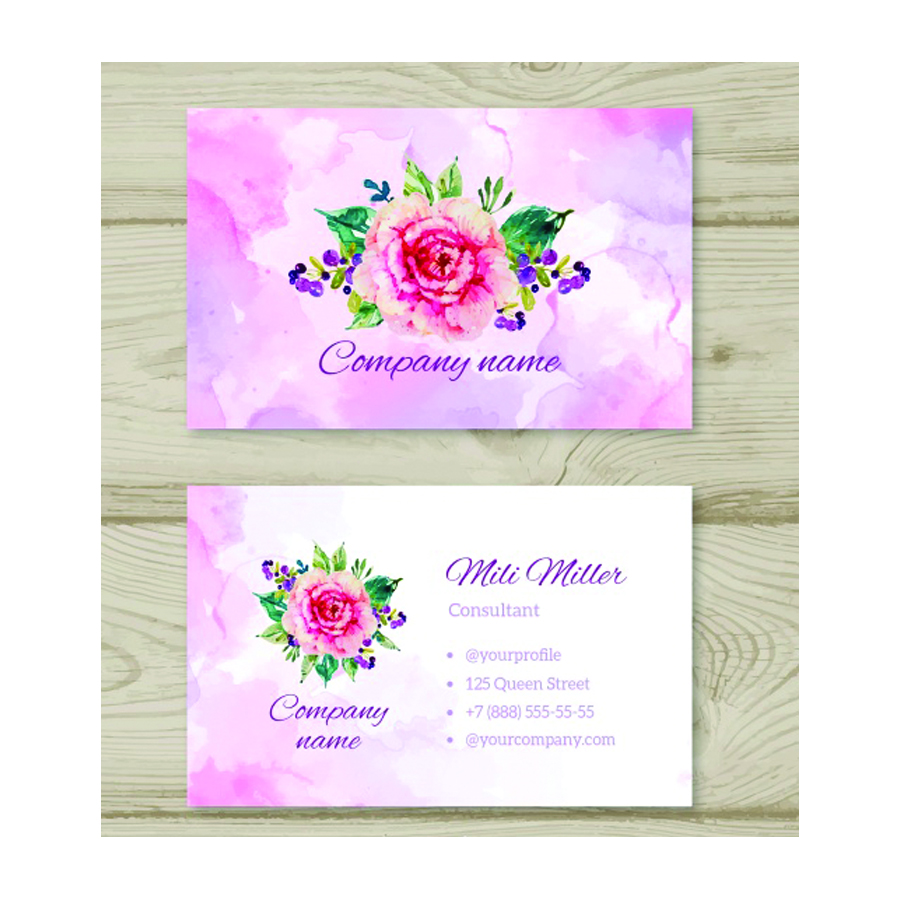 Company name
Mili Miller
Consultant
• @yourprofile
• 125 Queen Street
• +7 (888) 555-55-55
• @yourcompany.com
Company
name